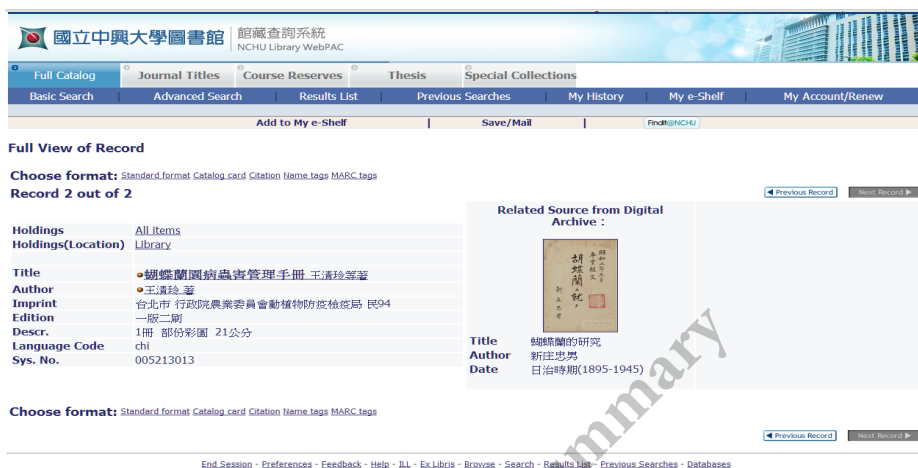 國立中興大學圖書館 館藏查詢系統
NCHU Library WebPAC
Full Catalog Journal Titles Course Reserves Thesis Special Collections
Basic Search | Advanced Search | Results List | Previous Searches | My History | My e-Shelf | My Account/Renew
Add to My e-Shelf | Save/Mail | Findit@NCHU
Full View of Record
Choose format: Standard format Catalog card Citation Name tags MARC tags
Record 2 out of 2
Previous Record Next Record
Holdings All items
Holdings(Location) Library
Title 蝴蝶蘭園病蟲害管理手冊 王清玲等著
Author 王清玲 著
Imprint 台北市 行政院農業委員會動植物防疫檢疫局 民94
Edition 一版二刷
Descr. 1冊 部份彩圖 21公分
Language Code chi
Sys. No. 005213013
Related Source from Digital
Archive：
Title 蝴蝶蘭的研究
Author 新庄忠男
Date 日治時期(1895-1945)
Choose format: Standard format Catalog card Citation Name tags MARC tags
Previous Record Next Record
End Session - Preferences - Feedback - Help - ILL - Ex Libris - Browse - Search - Results List - Previous Searches - Databases